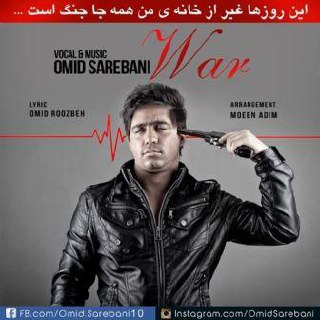 این روزها غیر از خانه ی من همه جا جنگ است ...
VOCAL & MUSIC
OMID SAREBANI
War
LYRIC
OMID ROOZBEH
ARRANGEMENT
MOEEN ADIM
FB.com/Omid.Sarebani10
Instagram.com/OmidSarebani